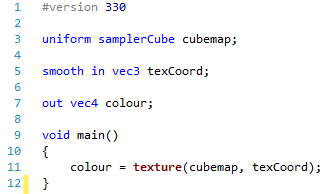 1 #version 330
2
3 uniform samplerCube cubemap;
4
5 smooth in vec3 texCoord;
6
7 out vec4 colour;
8
9 void main()
10 {
11 colour = texture(cubemap, texCoord);
12 }